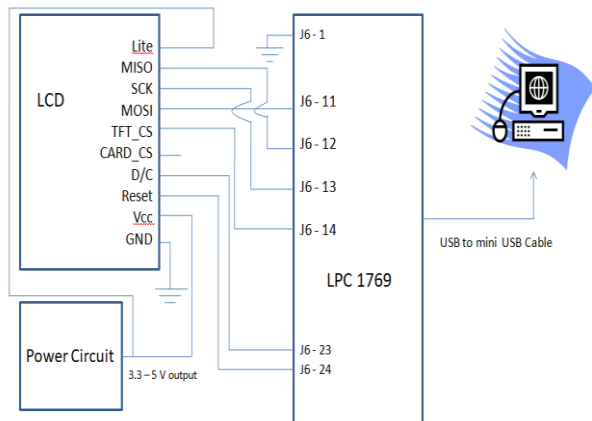 LCD
Lite
MISO
SCK
MOSI
TFT_CS
CARD_CS
D/C
Reset
Vcc
GND
Power Circuit
3.3 – 5 V output
J6 - 1
J6 - 11
J6 - 12
J6 - 13
J6 - 14
LPC 1769
J6 - 23
J6 - 24
USB to mini USB Cable